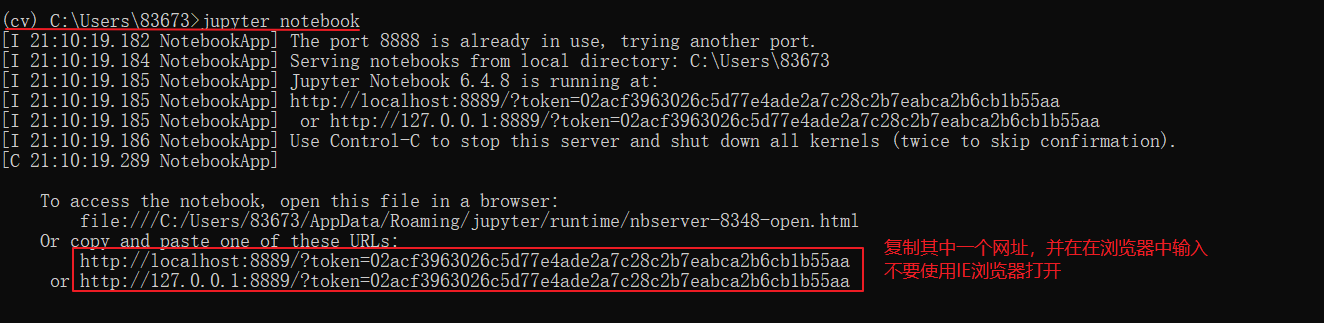 (cv) C:\Users\83673>jupyter notebook
[I 21:10:19.182 NotebookApp] The port 8888 is already in use, trying another port.
[I 21:10:19.184 NotebookApp] Serving notebooks from local directory: C:\Users\83673
[I 21:10:19.185 NotebookApp] Jupyter Notebook 6.4.8 is running at:
[I 21:10:19.185 NotebookApp] http://localhost:8889/?token=02acf3963026c5d77e4ade2a7c28c2b7eabca2b6cb1b55aa
[I 21:10:19.185 NotebookApp]  or http://127.0.0.1:8889/?token=02acf3963026c5d77e4ade2a7c28c2b7eabca2b6cb1b55aa
[I 21:10:19.186 NotebookApp] Use Control-C to stop this server and shut down all kernels (twice to skip confirmation).
[C 21:10:19.289 NotebookApp]
To access the notebook, open this file in a browser:
file:///C:/Users/83673/AppData/Roaming/jupyter/runtime/nbserver-8348-open.html
Or copy and paste one of these URLs:
http://localhost:8889/?token=02acf3963026c5d77e4ade2a7c28c2b7eabca2b6cb1b55aa
or http://127.0.0.1:8889/?token=02acf3963026c5d77e4ade2a7c28c2b7eabca2b6cb1b55aa
复制其中一个网址，并在在浏览器中输入
不要使用IE浏览器打开